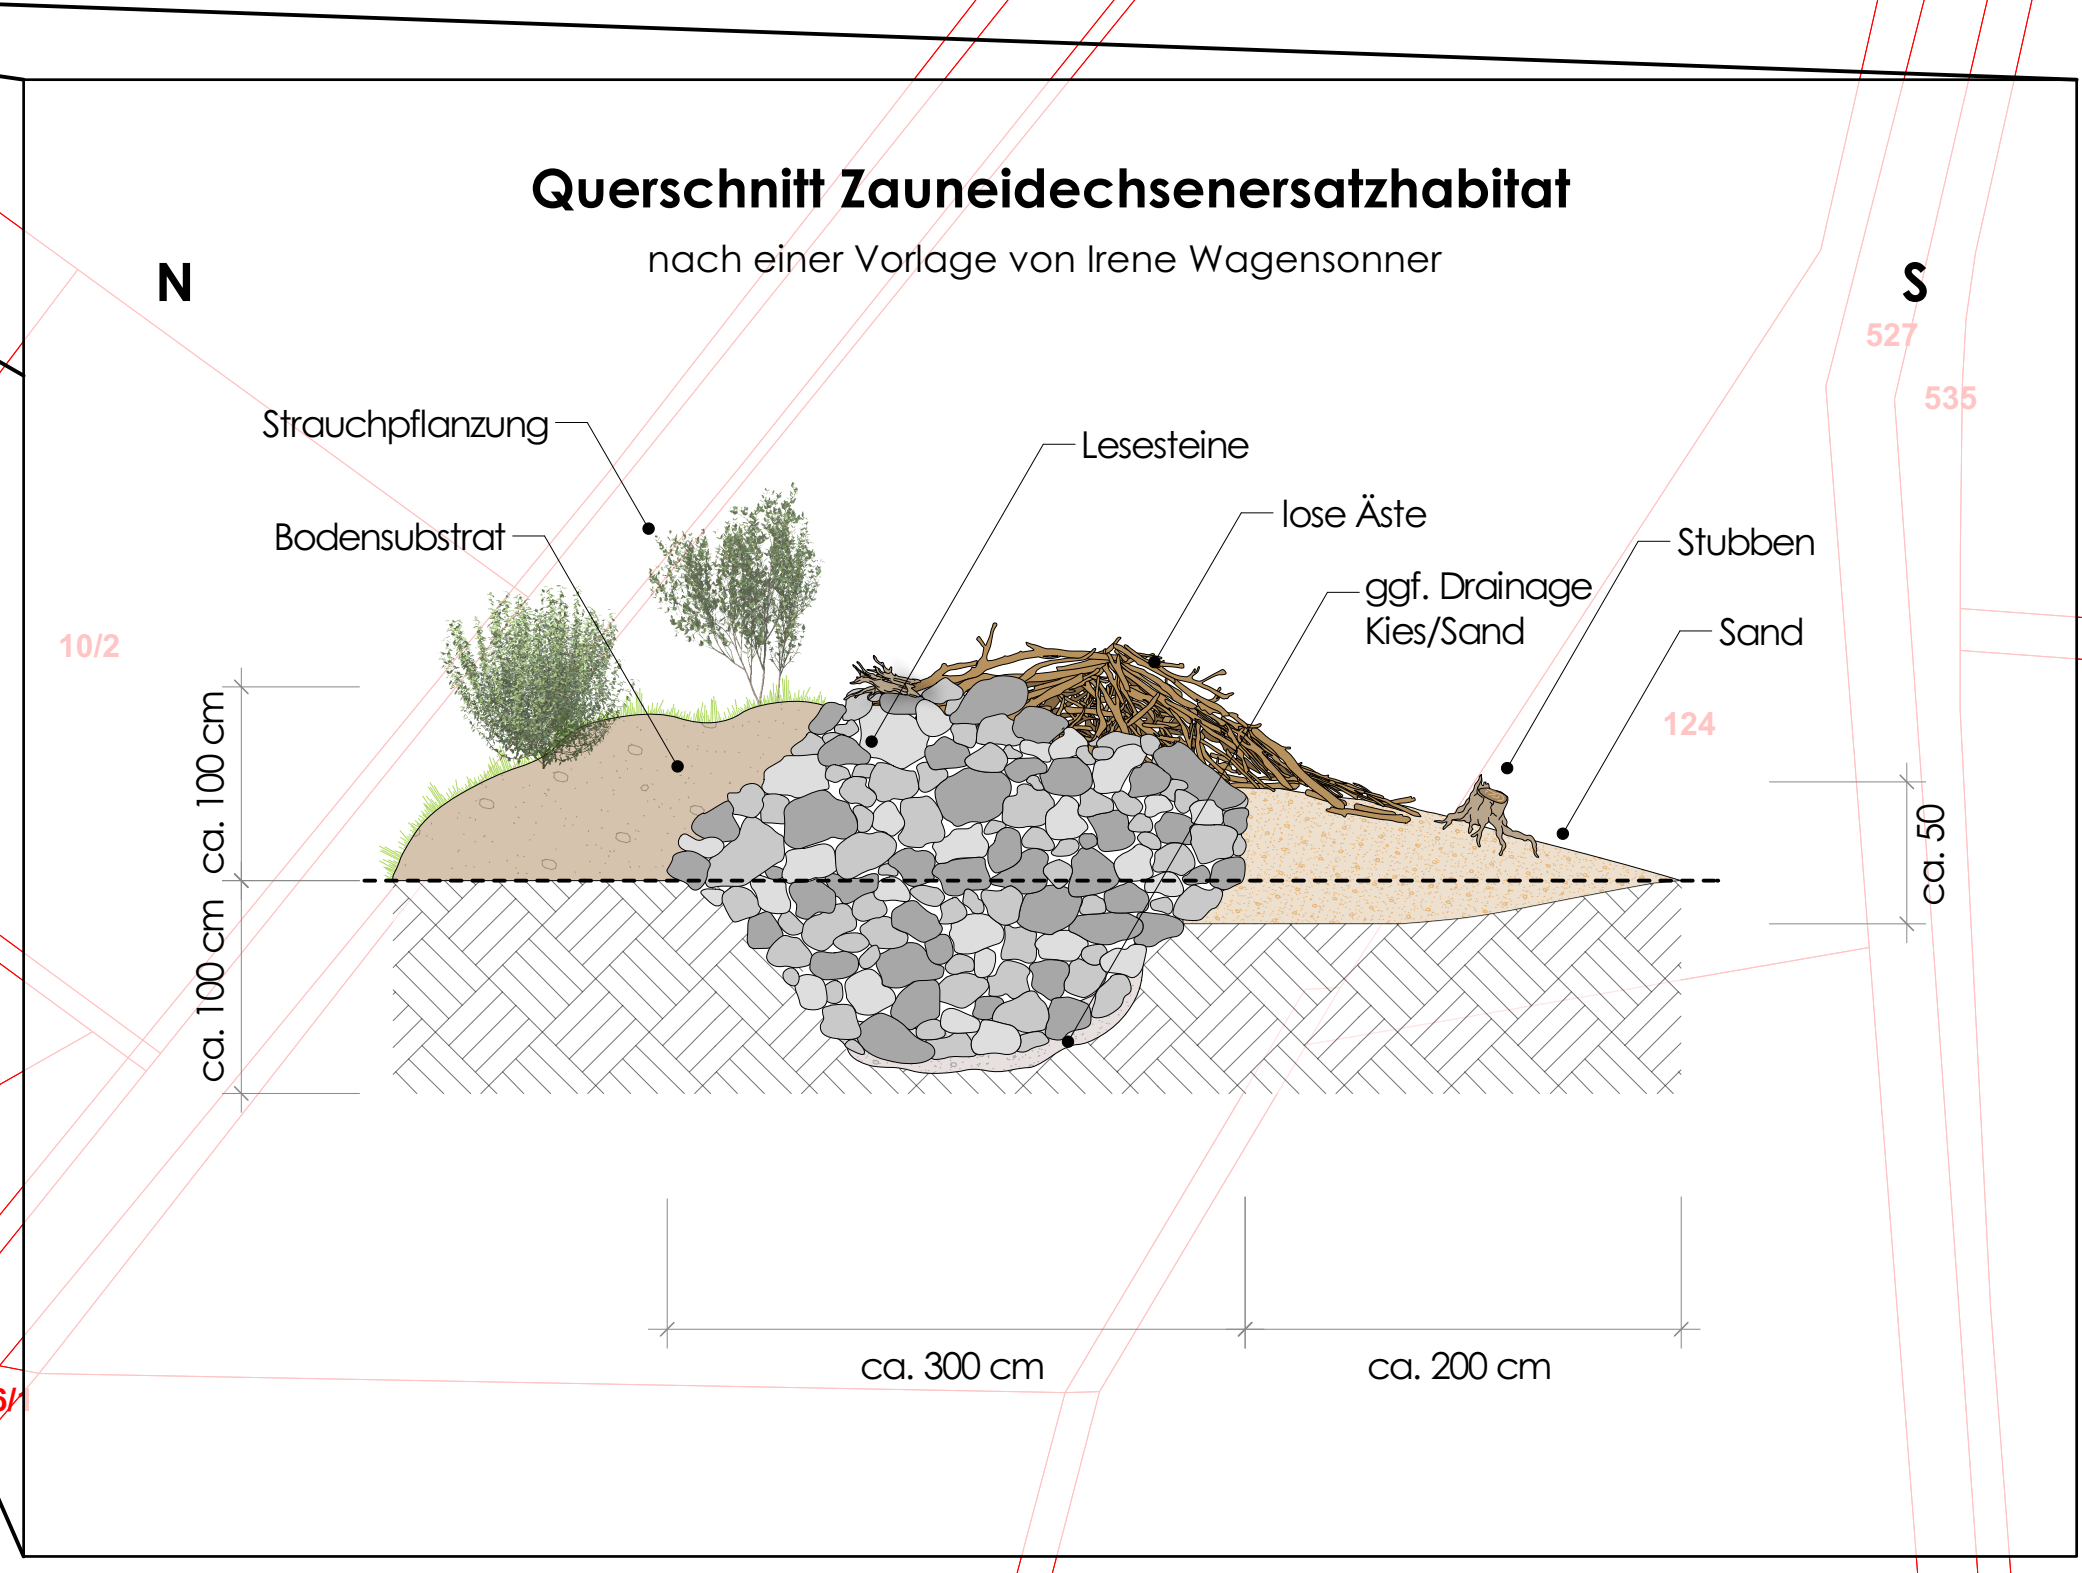 Querschnitt Zauneidechsenersatzhabitat
nach einer Vorlage von Irene Wagensonner
N
S
527
535
Strauchpflanzung
Lesesteine
lose Äste
Bodensubstrat
Stubben
ggf. Drainage
Kies/Sand
Sand
10/2
124
ca. 100 cm
ca. 100 cm
ca. 50
ca. 300 cm
ca. 200 cm
6/1